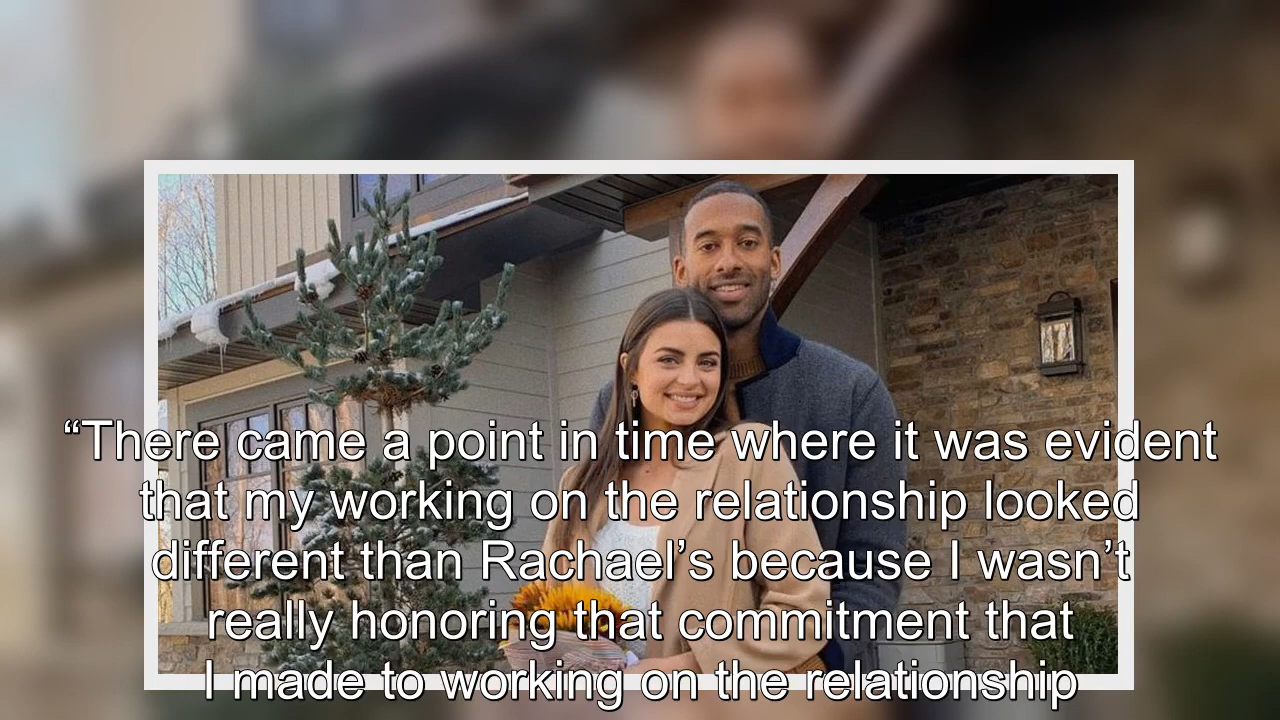 “There came a point in time where it was evident
that my working on the relationship looked
different than Rachael’s because I wasn’t
really honoring that commitment that
I made to working on the relationship